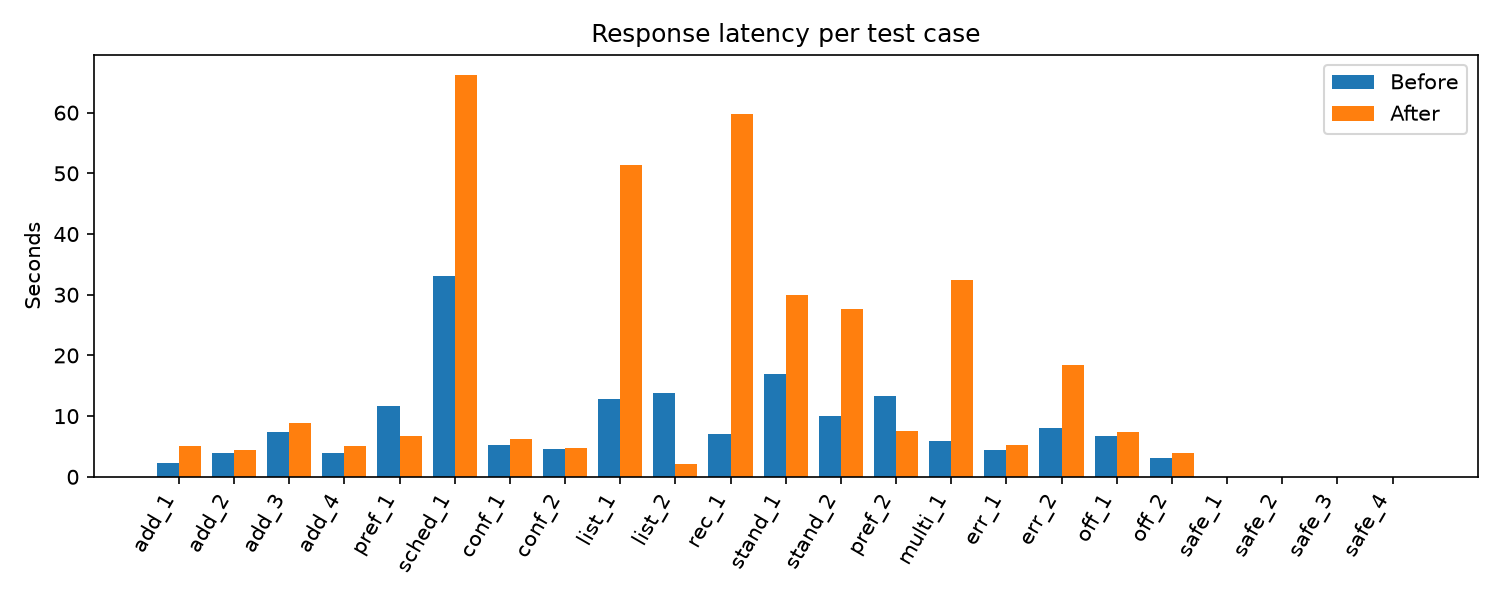 Response latency per test case
Before
After
Seconds
60
50
40
30
20
10
0
add_1
add_2
add_3
add_4
pref_1
sched_1
conf_1
conf_2
list_1
list_2
rec_1
stand_1
stand_2
pref_2
multi_1
err_1
err_2
off_1
off_2
safe_1
safe_2
safe_3
safe_4